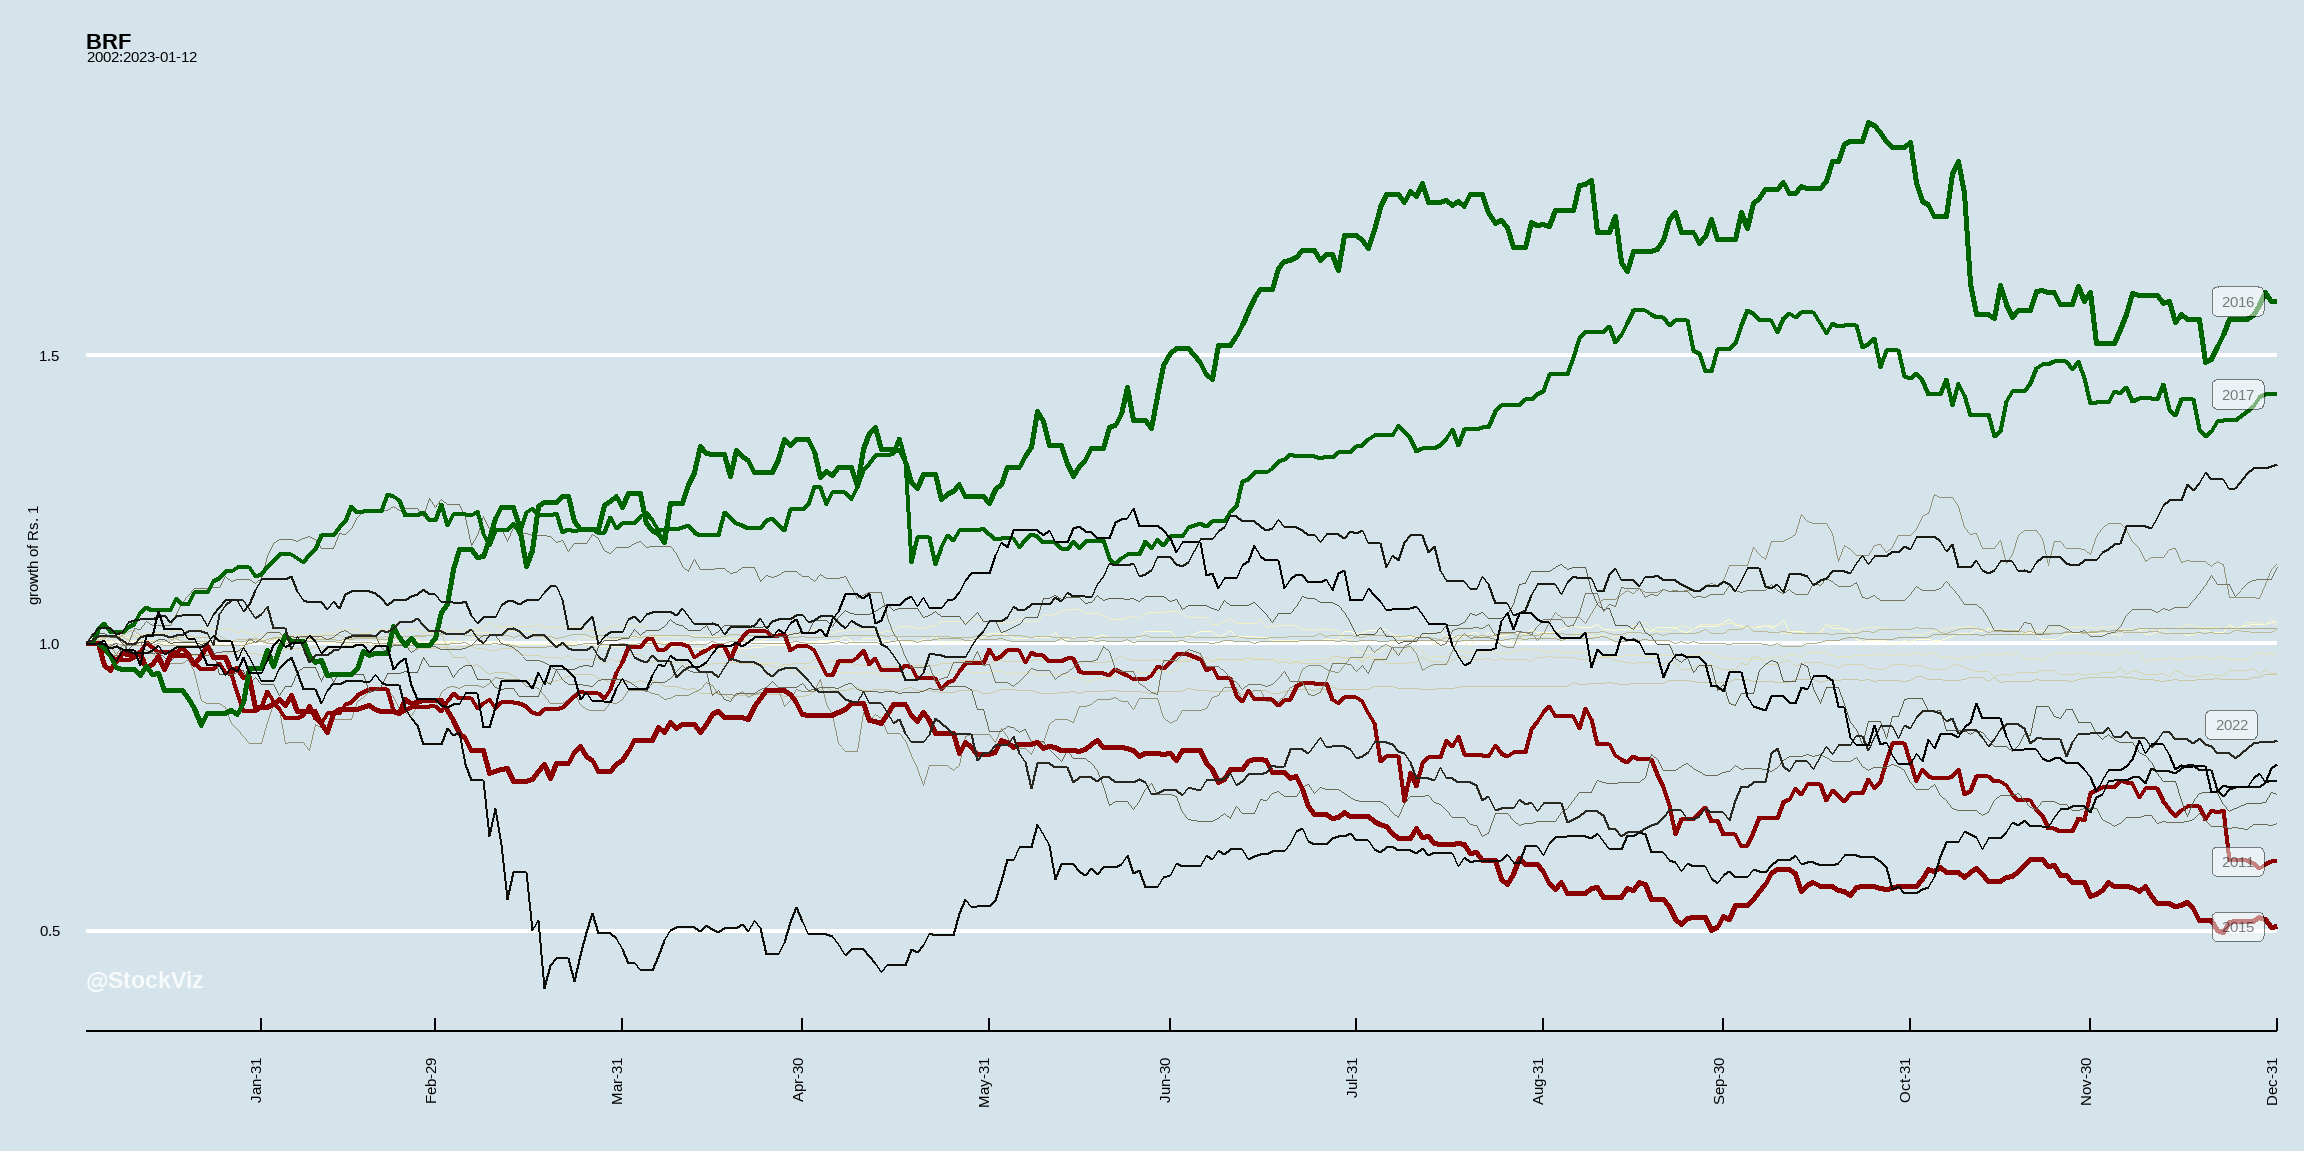 BRF
2002:2023-01-12
growth of Rs. 1
1.5
1.0
0.5
2016
2017
2022
2011
2015
@StockViz
Jan-31
Feb-29
Mar-31
Apr-30
May-31
Jun-30
Jul-31
Aug-31
Sep-30
Oct-31
Nov-30
Dec-31